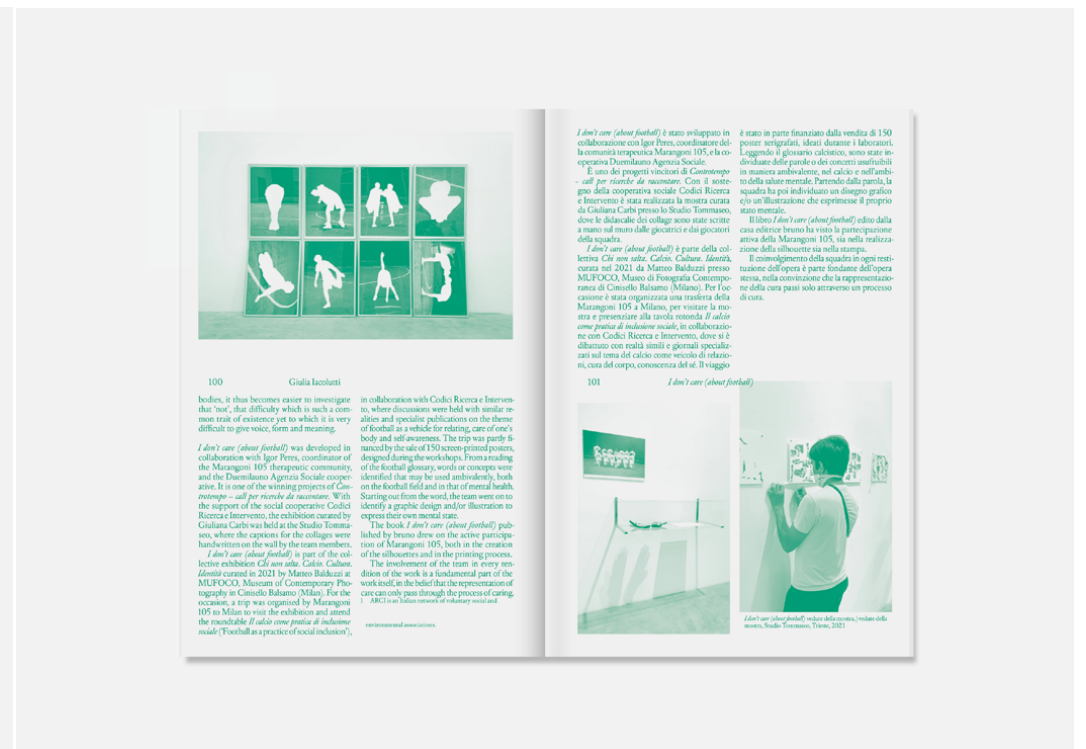 100
Giulia Iacolutti
bodies, it thus becomes easier to investigate
that ‘not’, that difficulty which is such a com-
mon trait of existence yet to which it is very
difficult to give voice, form and meaning.
I don’t care (about football) was developed in
collaboration with Igor Peres, coordinator of
the Marangoni 105 therapeutic community,
and the Duemilauno Agenzia Sociale cooper-
ative. It is one of the winning projects of Con-
trotempo – call per ricerche da raccontare. With
the support of the social cooperative Codici
Ricerca e Intervento, the exhibition curated by
Giuliana Carbi was held at the Studio Tomma-
seo, where the captions for the collages were
handwritten on the wall by the team members.
I don’t care (about football) is part of the col-
lective exhibition Chi non salta. Calcio. Cultura.
Identità curated in 2021 by Matteo Balduzzi at
MUFOCO, Museum of Contemporary Pho-
tography in Cinisello Balsamo (Milan). For the
occasion, a trip was organised by Marangoni
105 to Milan to visit the exhibition and attend
the roundtable Il calcio come pratica di inclusione
sociale (‘Football as a practice of social inclusion’),
in collaboration with Codici Ricerca e Interven-
to, where discussions were held with similar re-
alities and specialist publications on the theme
of football as a vehicle for relating, care of one’s
body and self-awareness. The trip was partly fi-
nanced by the sale of 150 screen-printed posters,
designed during the workshops. From a reading
of the football glossary, words or concepts were
identified that may be used ambivalently, both
on the football field and in that of mental health.
Starting out from the word, the team went on to
identify a graphic design and/or illustration to
express their own mental state.
The book I don’t care (about football) pub-
lished by bruno drew on the active participa-
tion of Marangoni 105, both in the creation
of the silhouettes and in the printing process.
The involvement of the team in every ren-
dition of the work is a fundamental part of the
work itself, in the belief that the representation of
care can only pass through the process of caring.
1 ARCI is an Italian network of voluntary social and
environmental associations.
I don’t care (about football) è stato sviluppato in
collaborazione con Igor Peres, coordinatore del-
la comunità terapeutica Marangoni 105, e la co-
operativa Duemilauno Agenzia Sociale.
È uno dei progetti vincitori di Controtempo
– call per ricerche da raccontare. Con il soste-
gno della cooperativa sociale Codici Ricerca
e Intervento è stata realizzata la mostra curata
da Giuliana Carbi presso lo Studio Tommaseo,
dove le didascalie dei collage sono state scritte
a mano sul muro dalle giocatrici e dai giocatori
della squadra.
I don’t care (about football) è parte della col-
lettiva Chi non salta. Calcio. Cultura. Identità,
curata nel 2021 da Matteo Balduzzi presso
MUFOCO, Museo di Fotografia Contempo-
ranea di Cinisello Balsamo (Milano). Per l’oc-
casione è stata organizzata una trasferta della
Marangoni 105 a Milano, per visitare la mo-
stra e presenziare alla tavola rotonda Il calcio
come pratica di inclusione sociale, in collaborazio-
ne con Codici Ricerca e Intervento, dove si è
dibattuto con realtà simili e giornali specializ-
zati sul tema del calcio come veicolo di relazio-
ni, cura del corpo, conoscenza del sé. Il viaggio
è stato in parte finanziato dalla vendita di 150
poster serigrafati, ideati durante i laboratori.
Leggendo il glossario calcistico, sono state in-
dividuate delle parole o dei concetti usufruibili
in maniera ambivalente, nel calcio e nell’ambi-
to della salute mentale. Partendo dalla parola, la
squadra ha poi individuato un disegno grafico
e/o un’illustrazione che esprimesse il proprio
stato mentale.
Il libro I don’t care (about football) edito dalla
casa editrice bruno ha visto la partecipazione
attiva della Marangoni 105, sia nella realizza-
zione della silhouette sia nella stampa.
Il coinvolgimento della squadra in ogni resti-
tuzione dell’opera è parte fondante dell’opera
stessa, nella convinzione che la rappresentazio-
ne della cura passi solo attraverso un processo
di cura.
101
I don’t care (about football)
I don’t care (about football) vedute della mostra,) vedute della
mostra, Studio Tommaseo, Trieste, 2021